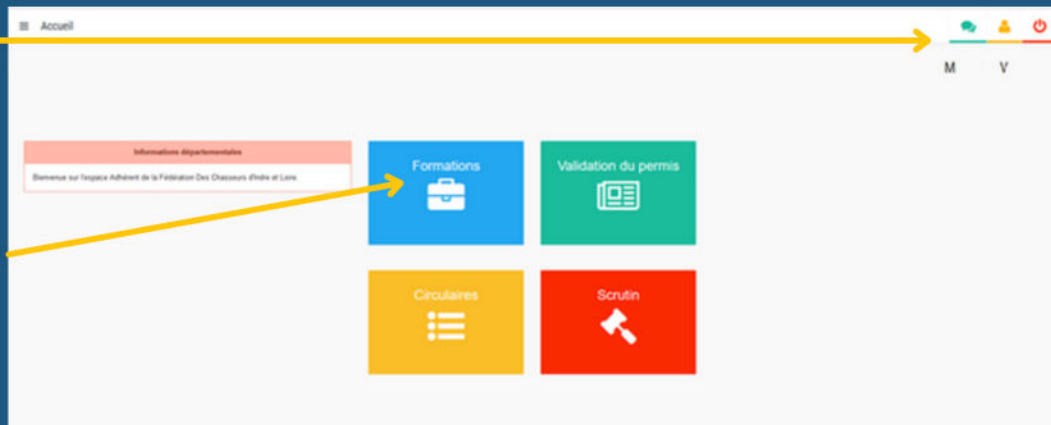 Accueil
M V
Informations départementales
Bienvenue sur l'espace Adhérent de la Fédération Des Chasseurs d'Indre et Loire
Formations
Validation du permis
Circulaires
Scrutin